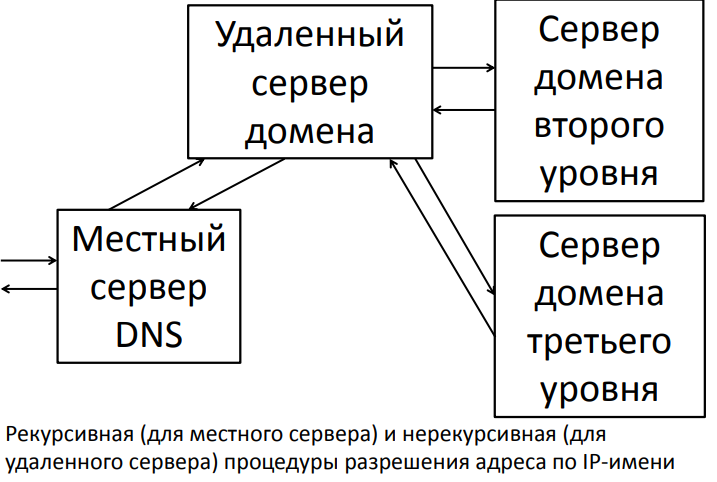 Удаленный
сервер
домена
Сервер
домена
второго
уровня
Местный
сервер
DNS
Сервер
домена
третьего
уровня
Рекурсивная (для местного сервера) и нерекурсивная (для
удаленного сервера) процедуры разрешения адреса по IP-имени